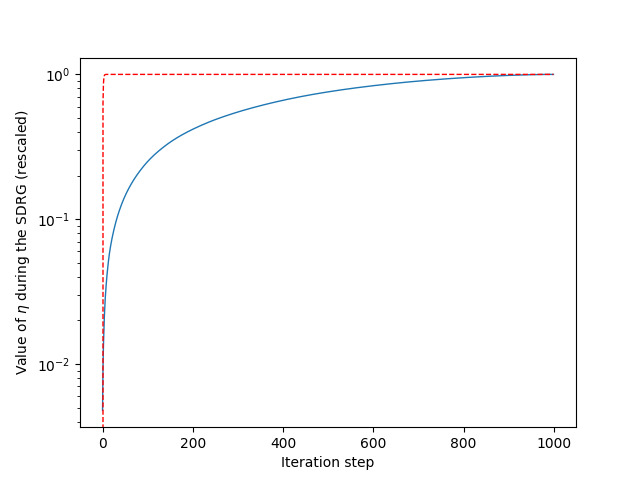 Value of η during the SDRG (rescaled)
10⁰
10⁻¹
10⁻²
0 200 400 600 800 1000
Iteration step